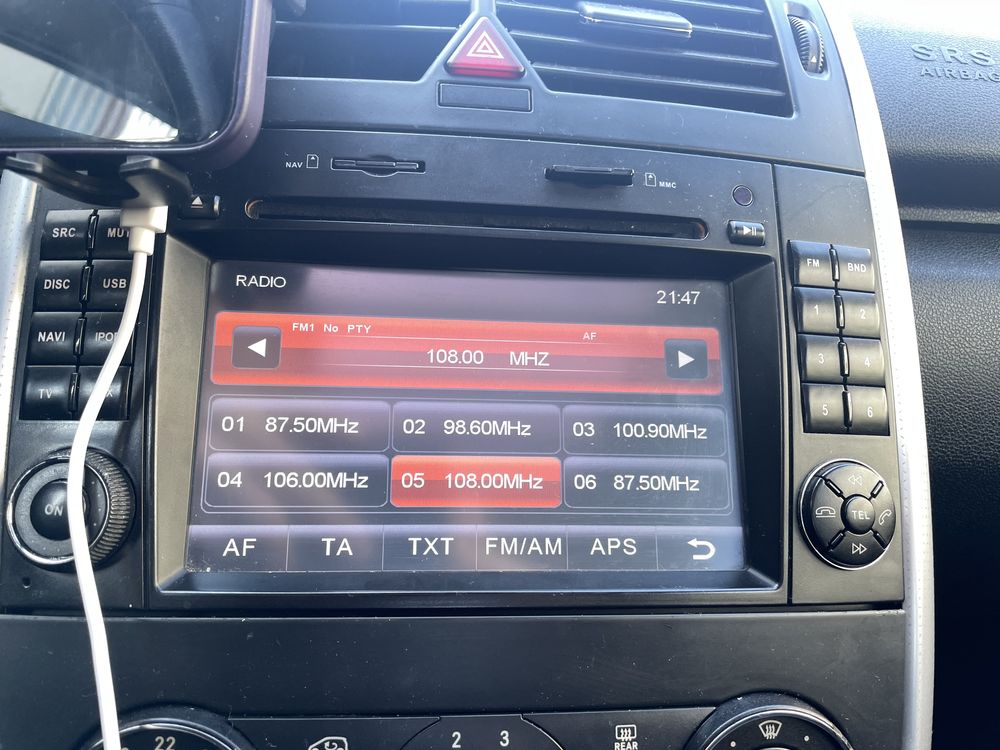 SRS
AIRBAG
NAV
MMC
SRC
DISC USB
NAVI
TV
ON
RADIO
21:47
FM1 No PTY AF
108.00 MHZ
01 87.50MHz 02 98.60MHz 03 100.90MHz
04 106.00MHz 05 108.00MHz 06 87.50MHz
AF TA TXT FM/AM APS
FM BND
1 2
3 4
5 6
TEL
22
2 3
REAR